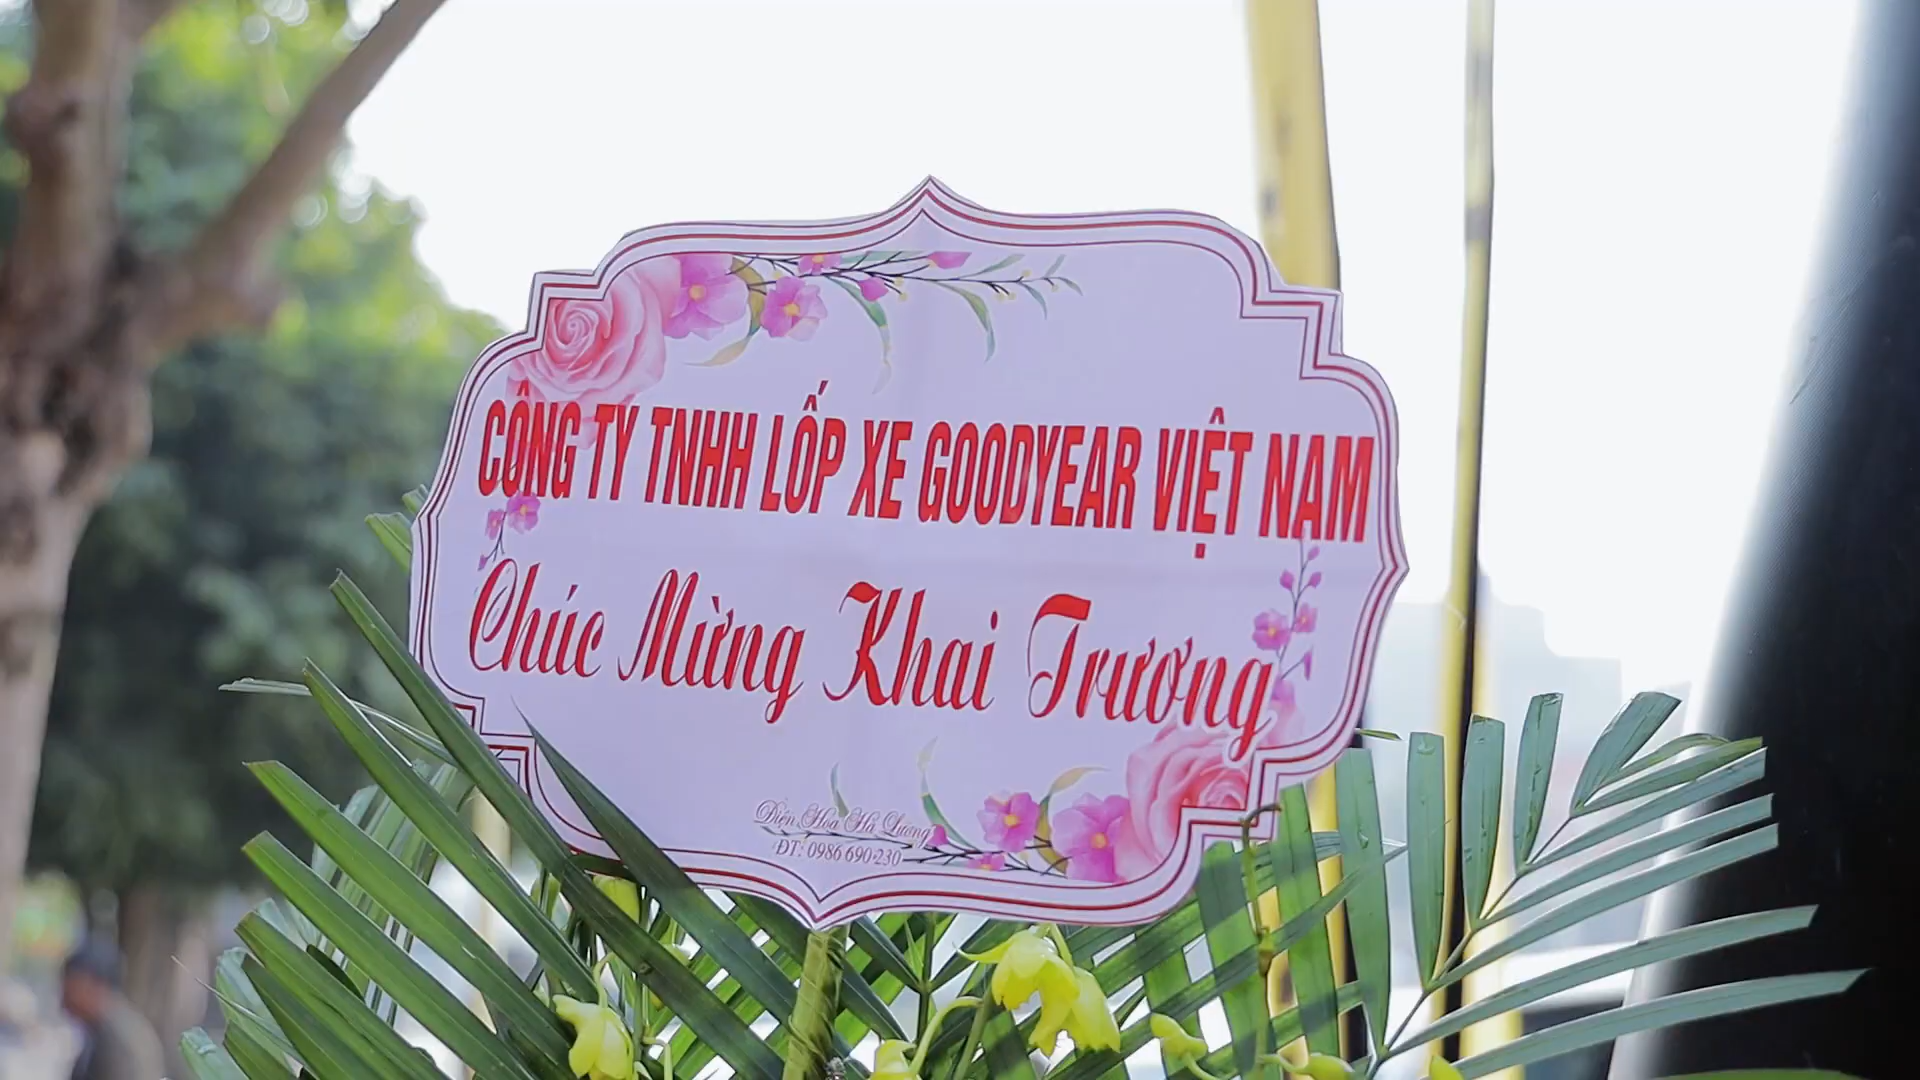 CÔNG TY TNHH LỐP XE GOODYEAR VIỆT NAM
Chúc Mừng Khai Trương
Điện Hoa Hà Lương
ĐT: 0986 690 230